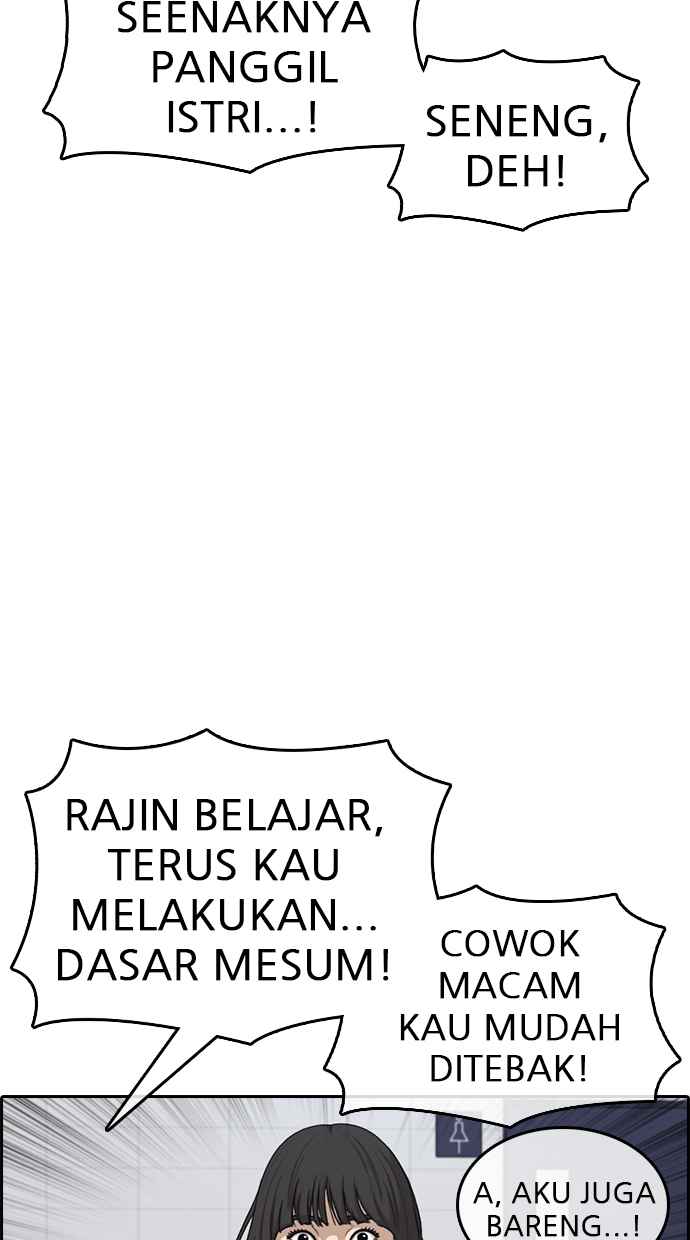 SEENAKNYA
PANGGIL
ISTRI...!
SENENG,
DEH!
RAJIN BELAJAR,
TERUS KAU
MELAKUKAN...
DASAR MESUM!
COWOK
MACAM
KAU MUDAH
DITEBAK!
A, AKU JUGA
BARENG...!